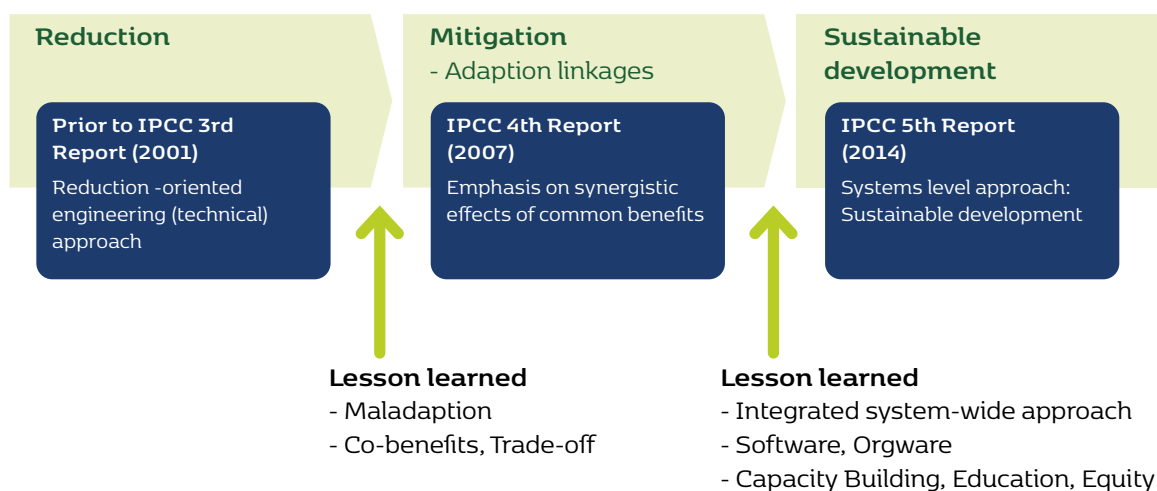 Reduction
Prior to IPCC 3rd
Report (2001)
Reduction -oriented
engineering (technical)
approach
Mitigation
- Adaption linkages
IPCC 4th Report
(2007)
Emphasis on synergistic
effects of common benefits
Sustainable
development
IPCC 5th Report
(2014)
Systems level approach:
Sustainable development
Lesson learned
- Maladaption
- Co-benefits, Trade-off
Lesson learned
- Integrated system-wide approach
- Software, Orgware
- Capacity Building, Education, Equity